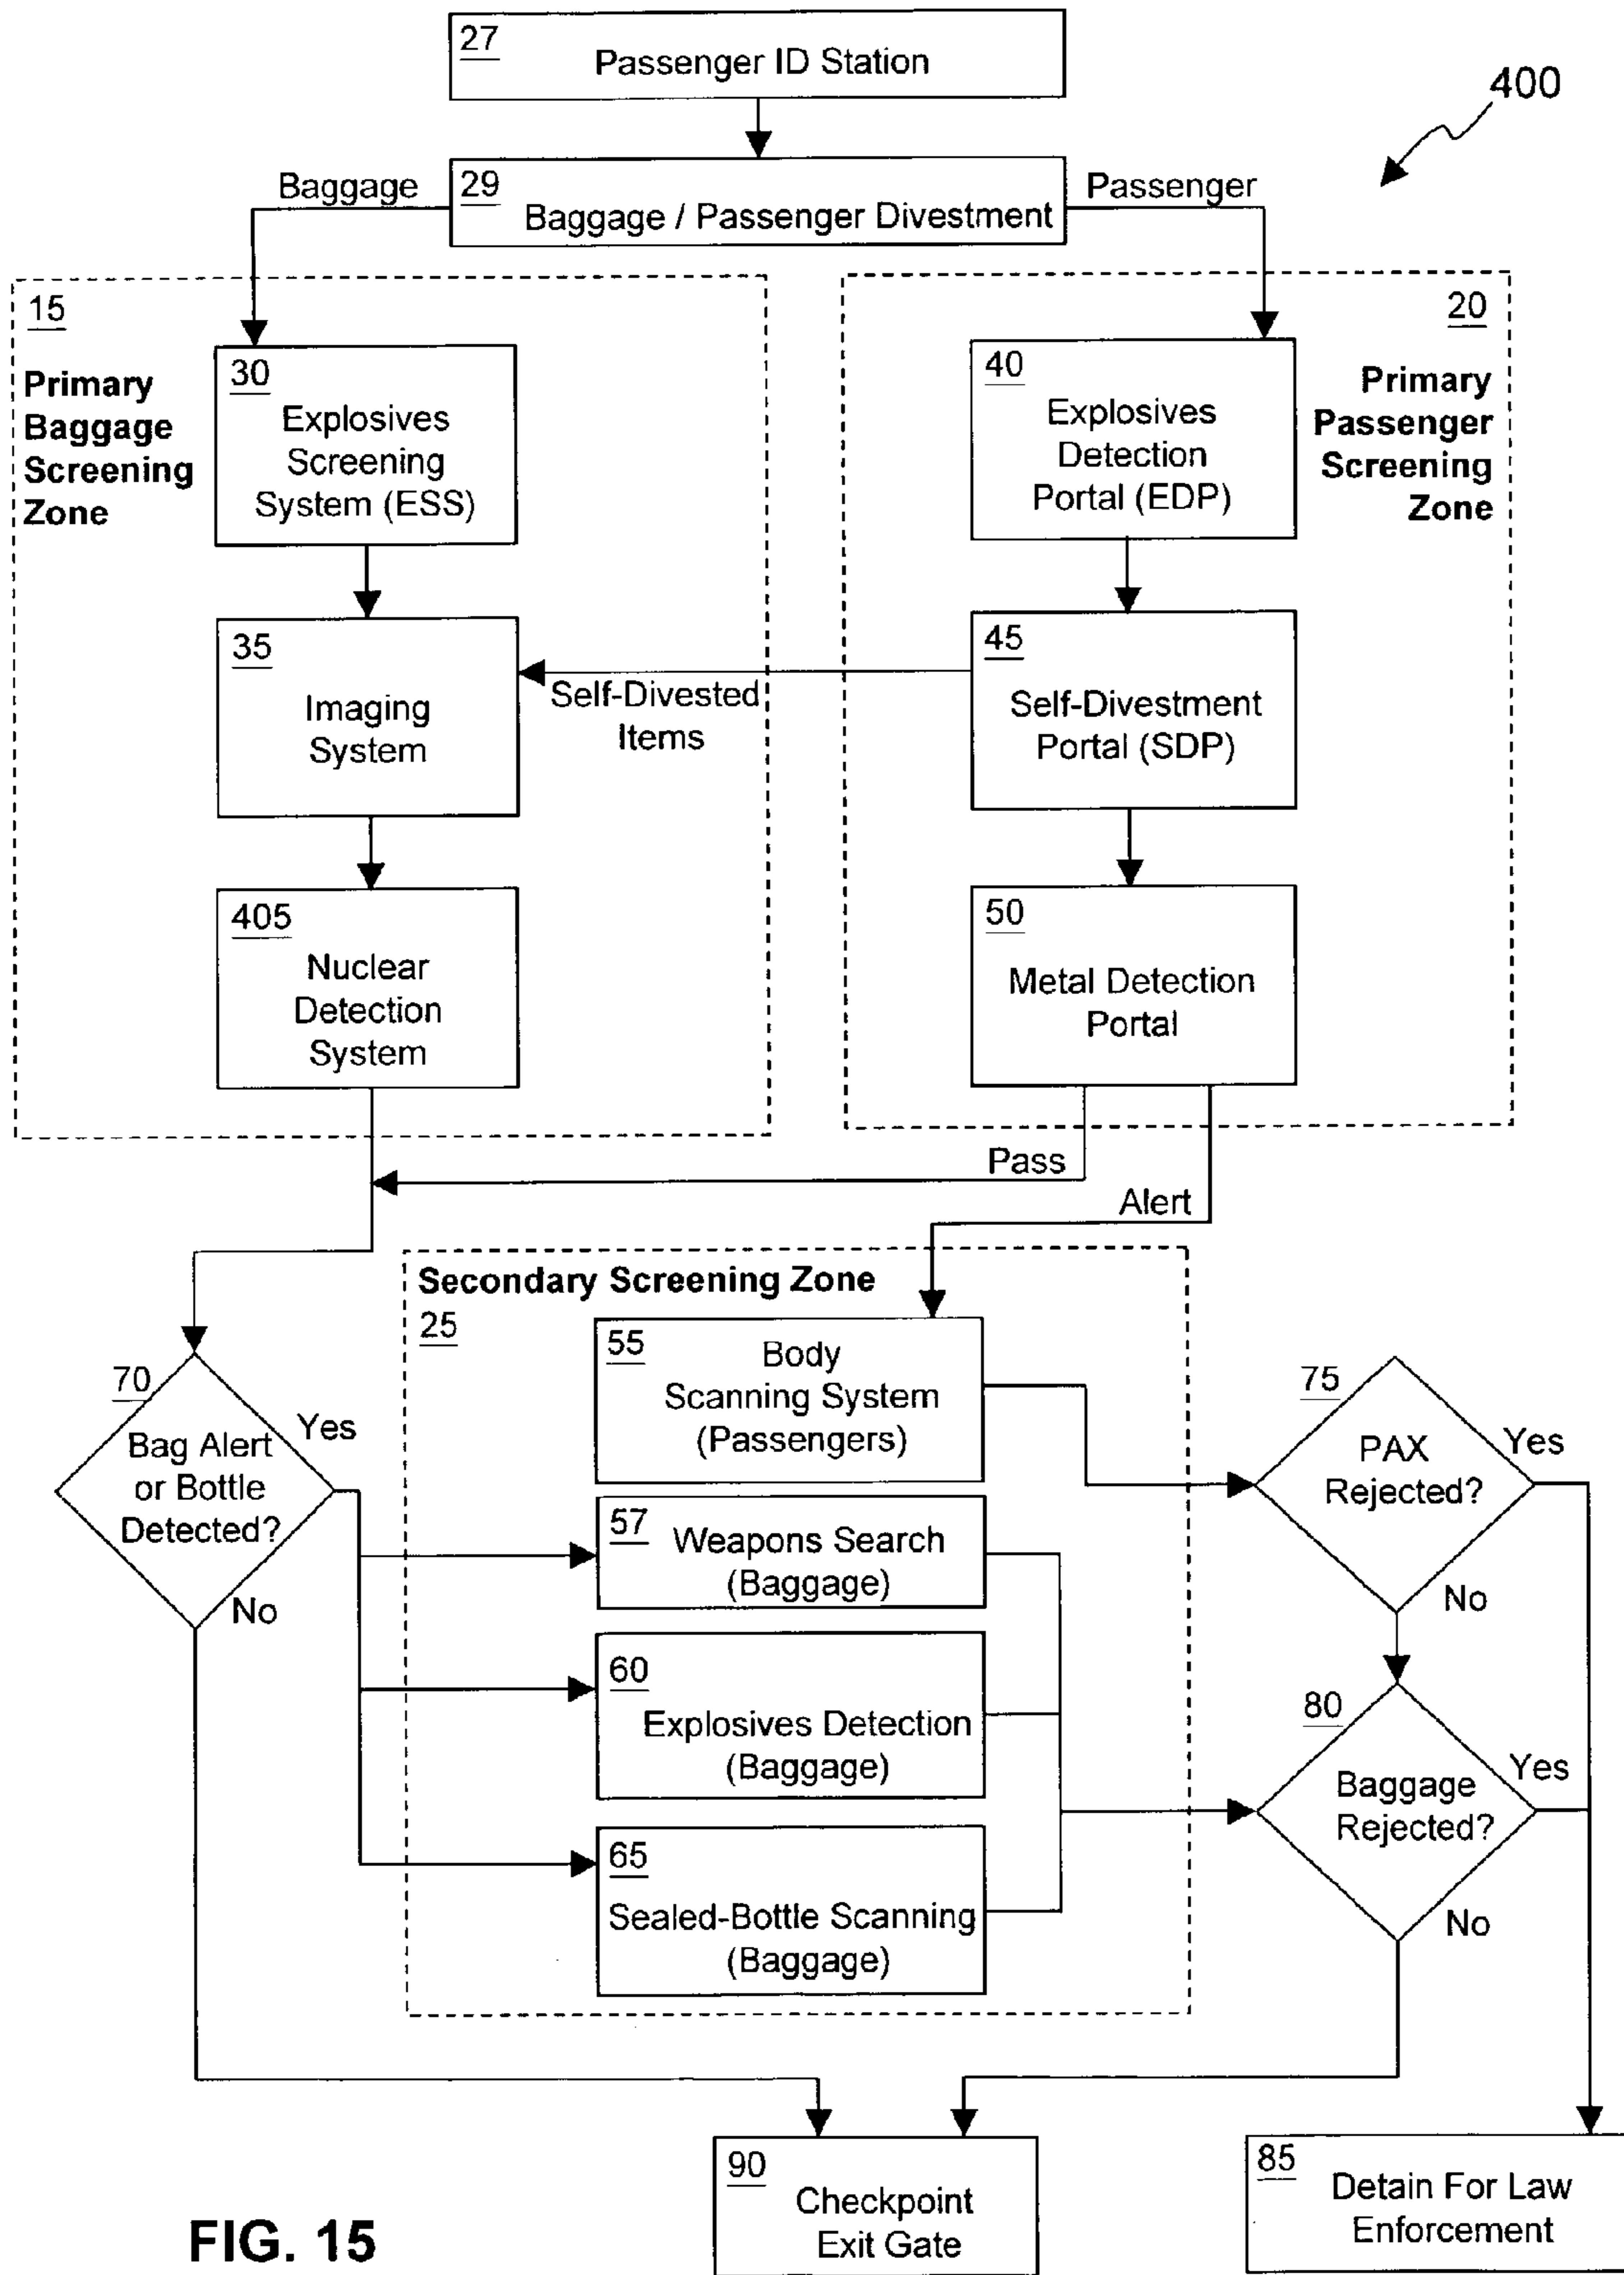 27
Passenger ID Station
400
Baggage
29
Baggage / Passenger Divestment
Passenger
15
Primary
Baggage
Screening
Zone
30
Explosives
Screening
System (ESS)
40
Explosives
Detection
Portal (EDP)
20
Primary
Passenger
Screening
Zone
35
Imaging
System
Self-Divested
Items
45
Self-Divestment
Portal (SDP)
405
Nuclear
Detection
System
50
Metal Detection
Portal
Pass
Alert
Secondary Screening Zone
25
55
Body
Scanning System
(Passengers)
70
Bag Alert
or Bottle
Detected?
Yes
No
57
Weapons Search
(Baggage)
60
Explosives Detection
(Baggage)
65
Sealed-Bottle Scanning
(Baggage)
75
PAX
Rejected?
Yes
No
80
Baggage
Rejected?
Yes
No
90
Checkpoint
Exit Gate
85
Detain For Law
Enforcement
FIG. 15